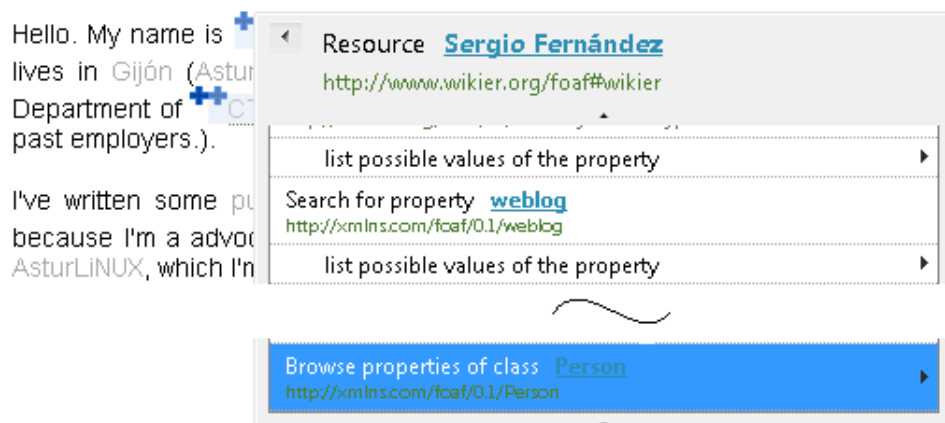 Hello. My name is
lives in Gijón (Astur
Department of
past employers.).
I've written some pu
because I'm a advoc
AsturLiNUX, which I'm
Resource Sergio Fernández
http://www.wikier.org/foaf#wikier
list possible values of the property
Search for property weblog
http://xmlns.com/foaf/0.1/weblog
list possible values of the property
Browse properties of class Person
http://xmlns.com/foaf/0.1/Person